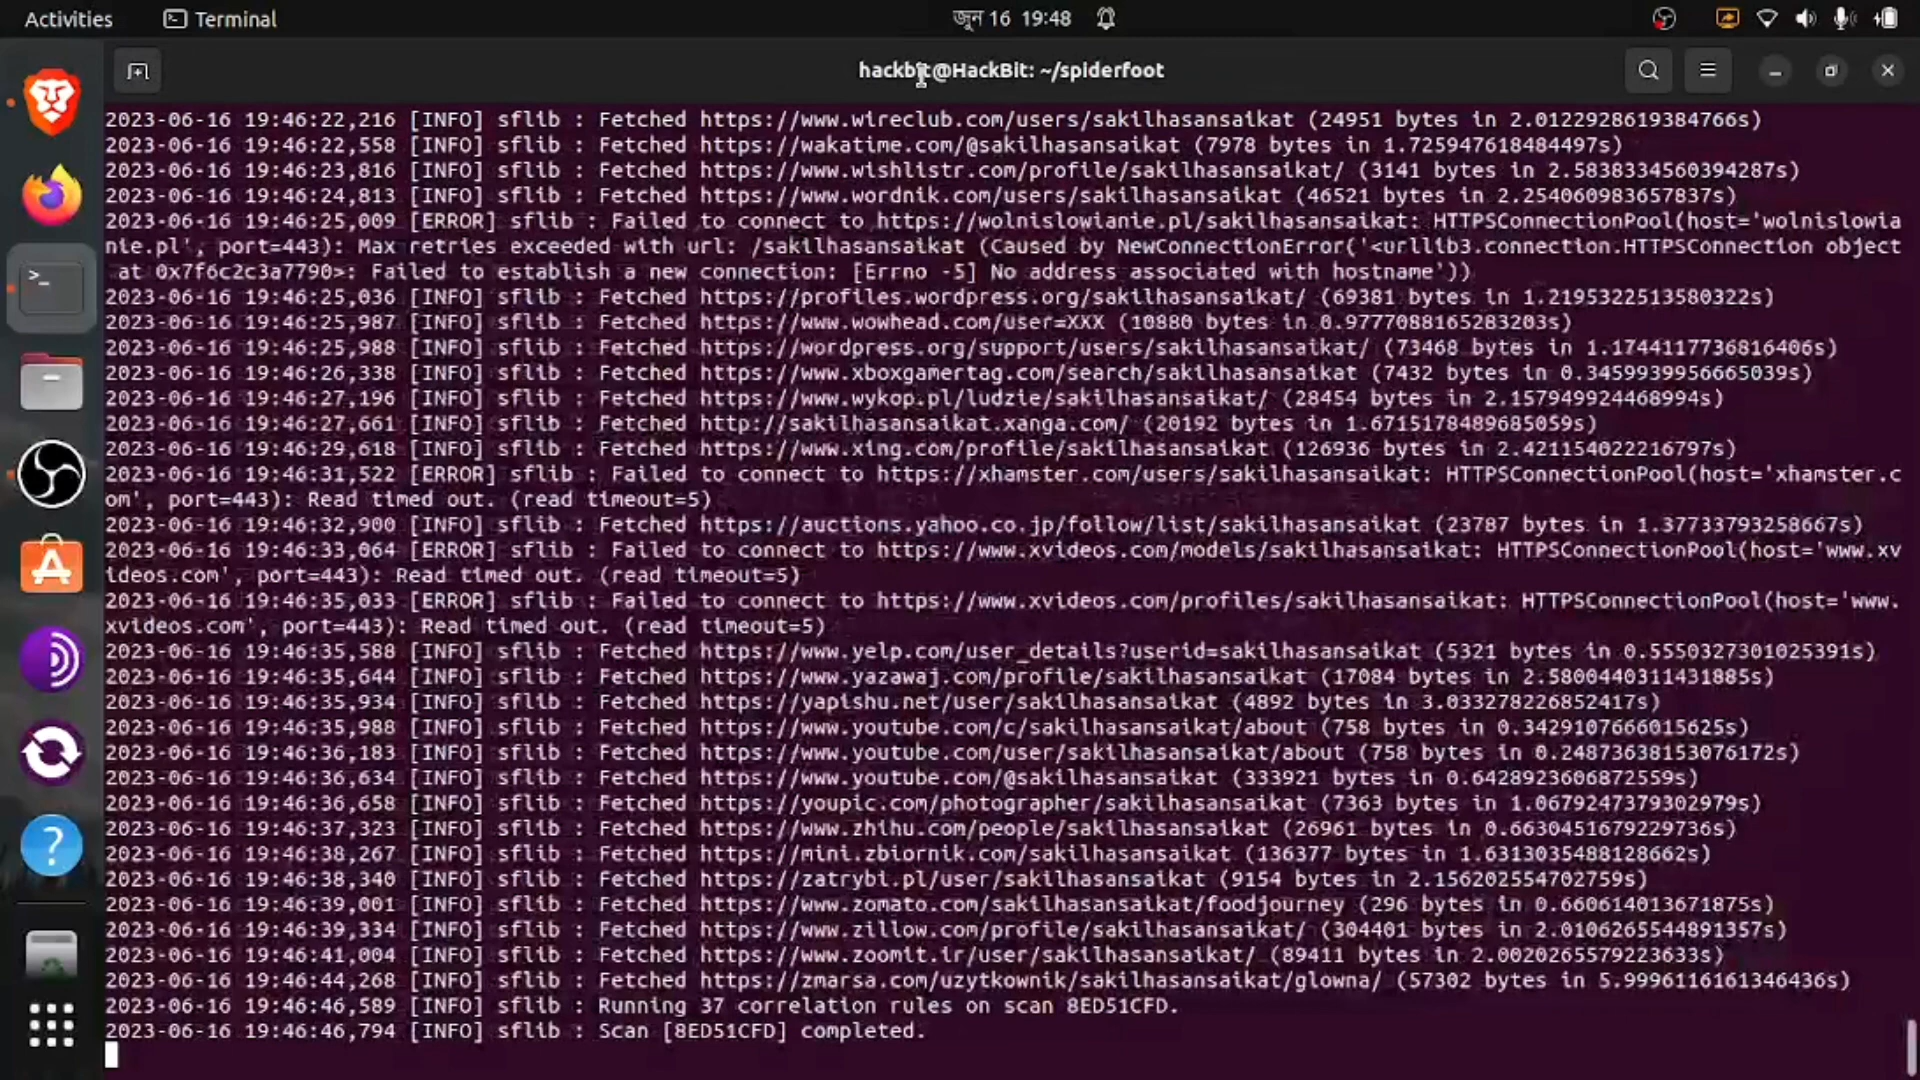 Activities Terminal जून 16 19:48
hackbit@HackBit: ~/spiderfoot
2023-06-16 19:46:22,216 [INFO] sflib : Fetched https://www.wireclub.com/users/sakilhasansaikat (24951 bytes in 2.0122928619384766s)
2023-06-16 19:46:22,558 [INFO] sflib : Fetched https://wakatime.com/@sakilhasansaikat (7978 bytes in 1.725947618484497s)
2023-06-16 19:46:23,816 [INFO] sflib : Fetched https://www.wishlistr.com/profile/sakilhasansaikat/ (3141 bytes in 2.5838334560394287s)
2023-06-16 19:46:24,813 [INFO] sflib : Fetched https://www.wordnik.com/users/sakilhasansaikat (46521 bytes in 2.254060983657837s)
2023-06-16 19:46:25,009 [ERROR] sflib : Failed to connect to https://wolnislowianie.pl/sakilhasansaikat: HTTPSConnectionPool(host='wolnislowia
nie.pl', port=443): Max retries exceeded with url: /sakilhasansaikat (Caused by NewConnectionError('<urllib3.connection.HTTPSConnection object
at 0x7f6c2c3a7790>: Failed to establish a new connection: [Errno -5] No address associated with hostname'))
2023-06-16 19:46:25,036 [INFO] sflib : Fetched https://profiles.wordpress.org/sakilhasansaikat/ (69381 bytes in 1.2195322513580322s)
2023-06-16 19:46:25,987 [INFO] sflib : Fetched https://www.wowhead.com/user=XXX (10880 bytes in 0.9777088165283203s)
2023-06-16 19:46:25,988 [INFO] sflib : Fetched https://wordpress.org/support/users/sakilhasansaikat/ (73468 bytes in 1.1744117736816406s)
2023-06-16 19:46:26,338 [INFO] sflib : Fetched https://www.xboxgamertag.com/search/sakilhasansaikat (7432 bytes in 0.34599399566650​39s)
2023-06-16 19:46:27,196 [INFO] sflib : Fetched https://www.wykop.pl/ludzie/sakilhasansaikat/ (28454 bytes in 2.157949924468994s)
2023-06-16 19:46:27,661 [INFO] sflib : Fetched http://sakilhasansaikat.xanga.com/ (20192 bytes in 1.6715178489685059s)
2023-06-16 19:46:29,618 [INFO] sflib : Fetched https://www.xing.com/profile/sakilhasansaikat (126936 bytes in 2.421154022216797s)
2023-06-16 19:46:31,522 [ERROR] sflib : Failed to connect to https://xhamster.com/users/sakilhasansaikat: HTTPSConnectionPool(host='xhamster.c
om', port=443): Read timed out. (read timeout=5)
2023-06-16 19:46:32,900 [INFO] sflib : Fetched https://auctions.yahoo.co.jp/follow/list/sakilhasansaikat (23787 bytes in 1.37733793258667s)
2023-06-16 19:46:33,064 [ERROR] sflib : Failed to connect to https://www.xvideos.com/models/sakilhasansaikat: HTTPSConnectionPool(host='www.xv
ideos.com', port=443): Read timed out. (read timeout=5)
2023-06-16 19:46:35,033 [ERROR] sflib : Failed to connect to https://www.xvideos.com/profiles/sakilhasansaikat: HTTPSConnectionPool(host='www.
xvideos.com', port=443): Read timed out. (read timeout=5)
2023-06-16 19:46:35,588 [INFO] sflib : Fetched https://www.yelp.com/user_details?userid=sakilhasansaikat (5321 bytes in 0.5550327301025391s)
2023-06-16 19:46:35,644 [INFO] sflib : Fetched https://www.yazawaj.com/profile/sakilhasansaikat (17084 bytes in 2.5800440311431885s)
2023-06-16 19:46:35,934 [INFO] sflib : Fetched https://yapishu.net/user/sakilhasansaikat (4892 bytes in 3.033278226852417s)
2023-06-16 19:46:35,988 [INFO] sflib : Fetched https://www.youtube.com/c/sakilhasansaikat/about (758 bytes in 0.3429107666015625s)
2023-06-16 19:46:36,183 [INFO] sflib : Fetched https://www.youtube.com/user/sakilhasansaikat/about (758 bytes in 0.24873638153076172s)
2023-06-16 19:46:36,634 [INFO] sflib : Fetched https://www.youtube.com/@sakilhasansaikat (333921 bytes in 0.6428923606872559s)
2023-06-16 19:46:36,658 [INFO] sflib : Fetched https://youpic.com/photographer/sakilhasansaikat (7363 bytes in 1.0679247379302979s)
2023-06-16 19:46:37,323 [INFO] sflib : Fetched https://www.zhihu.com/people/sakilhasansaikat (26961 bytes in 0.6630451679229736s)
2023-06-16 19:46:38,267 [INFO] sflib : Fetched https://mini.zbiornik.com/sakilhasansaikat (136377 bytes in 1.6313035488128662s)
2023-06-16 19:46:38,340 [INFO] sflib : Fetched https://zatrybi.pl/user/sakilhasansaikat (9154 bytes in 2.156202554702759s)
2023-06-16 19:46:39,001 [INFO] sflib : Fetched https://www.zomato.com/sakilhasansaikat/foodjourney (296 bytes in 0.660614013671875s)
2023-06-16 19:46:39,334 [INFO] sflib : Fetched https://www.zillow.com/profile/sakilhasansaikat/ (304401 bytes in 2.0106265544891357s)
2023-06-16 19:46:41,004 [INFO] sflib : Fetched https://www.zoomit.ir/user/sakilhasansaikat/ (89411 bytes in 2.0020265579223633s)
2023-06-16 19:46:44,268 [INFO] sflib : Fetched https://zmarsa.com/uzytkownik/sakilhasansaikat/glowna/ (57302 bytes in 5.9996116161346436s)
2023-06-16 19:46:46,589 [INFO] sflib : Running 37 correlation rules on scan 8ED51CFD.
2023-06-16 19:46:46,794 [INFO] sflib : Scan [8ED51CFD] completed.